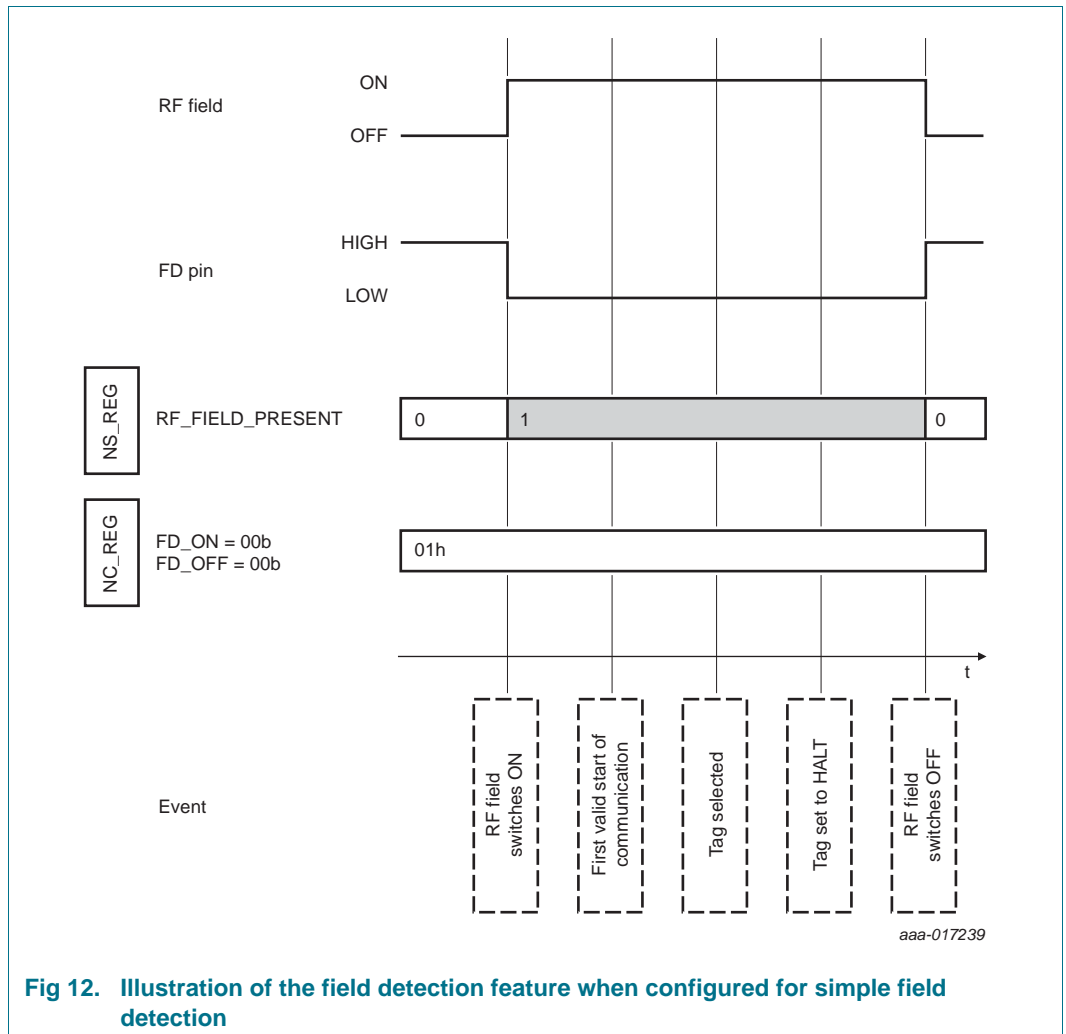 ON
RF field
OFF
HIGH
FD pin
LOW
NS_REG
RF_FIELD_PRESENT
0
1
0
NC_REG
FD_ON = 00b
FD_OFF = 00b
01h
t
Event
RF field
switches ON
First valid start of
communication
Tag selected
Tag set to HALT
RF field
switches OFF
aaa-017239
Fig 12. Illustration of the field detection feature when configured for simple field
detection